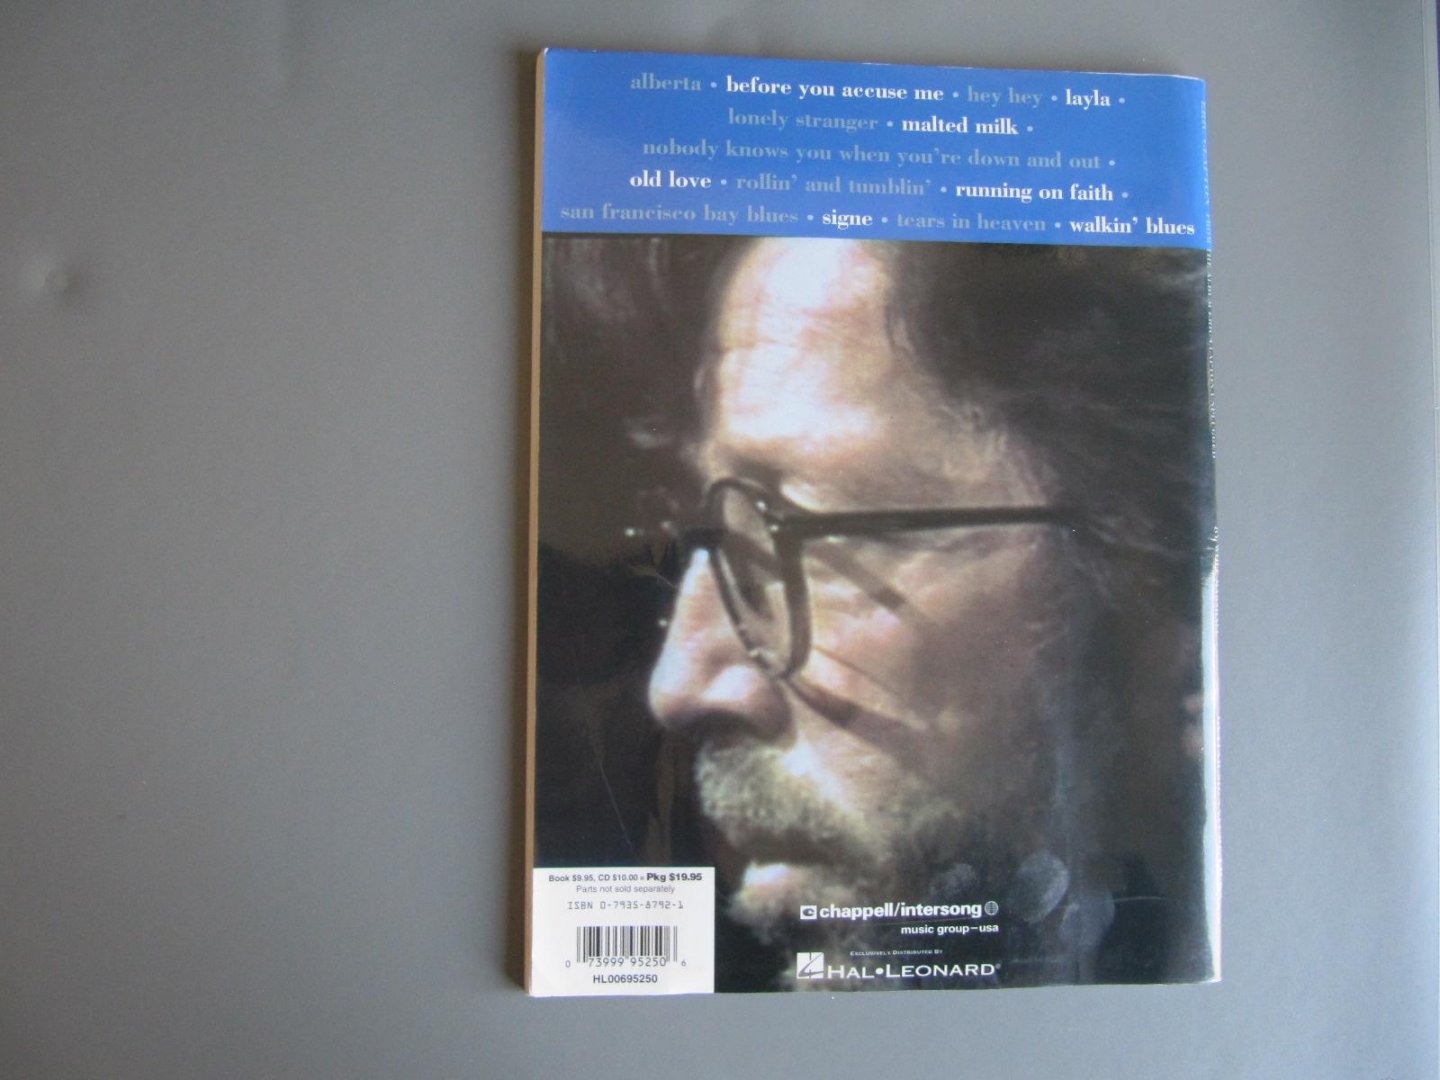 alberta • before you accuse me • hey hey • layla •
lonely stranger • malted milk •
nobody knows you when you're down and out •
old love • rollin' and tumblin' • running on faith •
san francisco bay blues • signe • tears in heaven • walkin' blues
Book $9.95, CD $10.00 = Pkg $19.95
Parts not sold separately
ISBN 0-7935-8792-1
0 73999 95250 6
HL00695250
chappell/intersong
music group–usa
EXCLUSIVELY DISTRIBUTED BY
HAL•LEONARD®